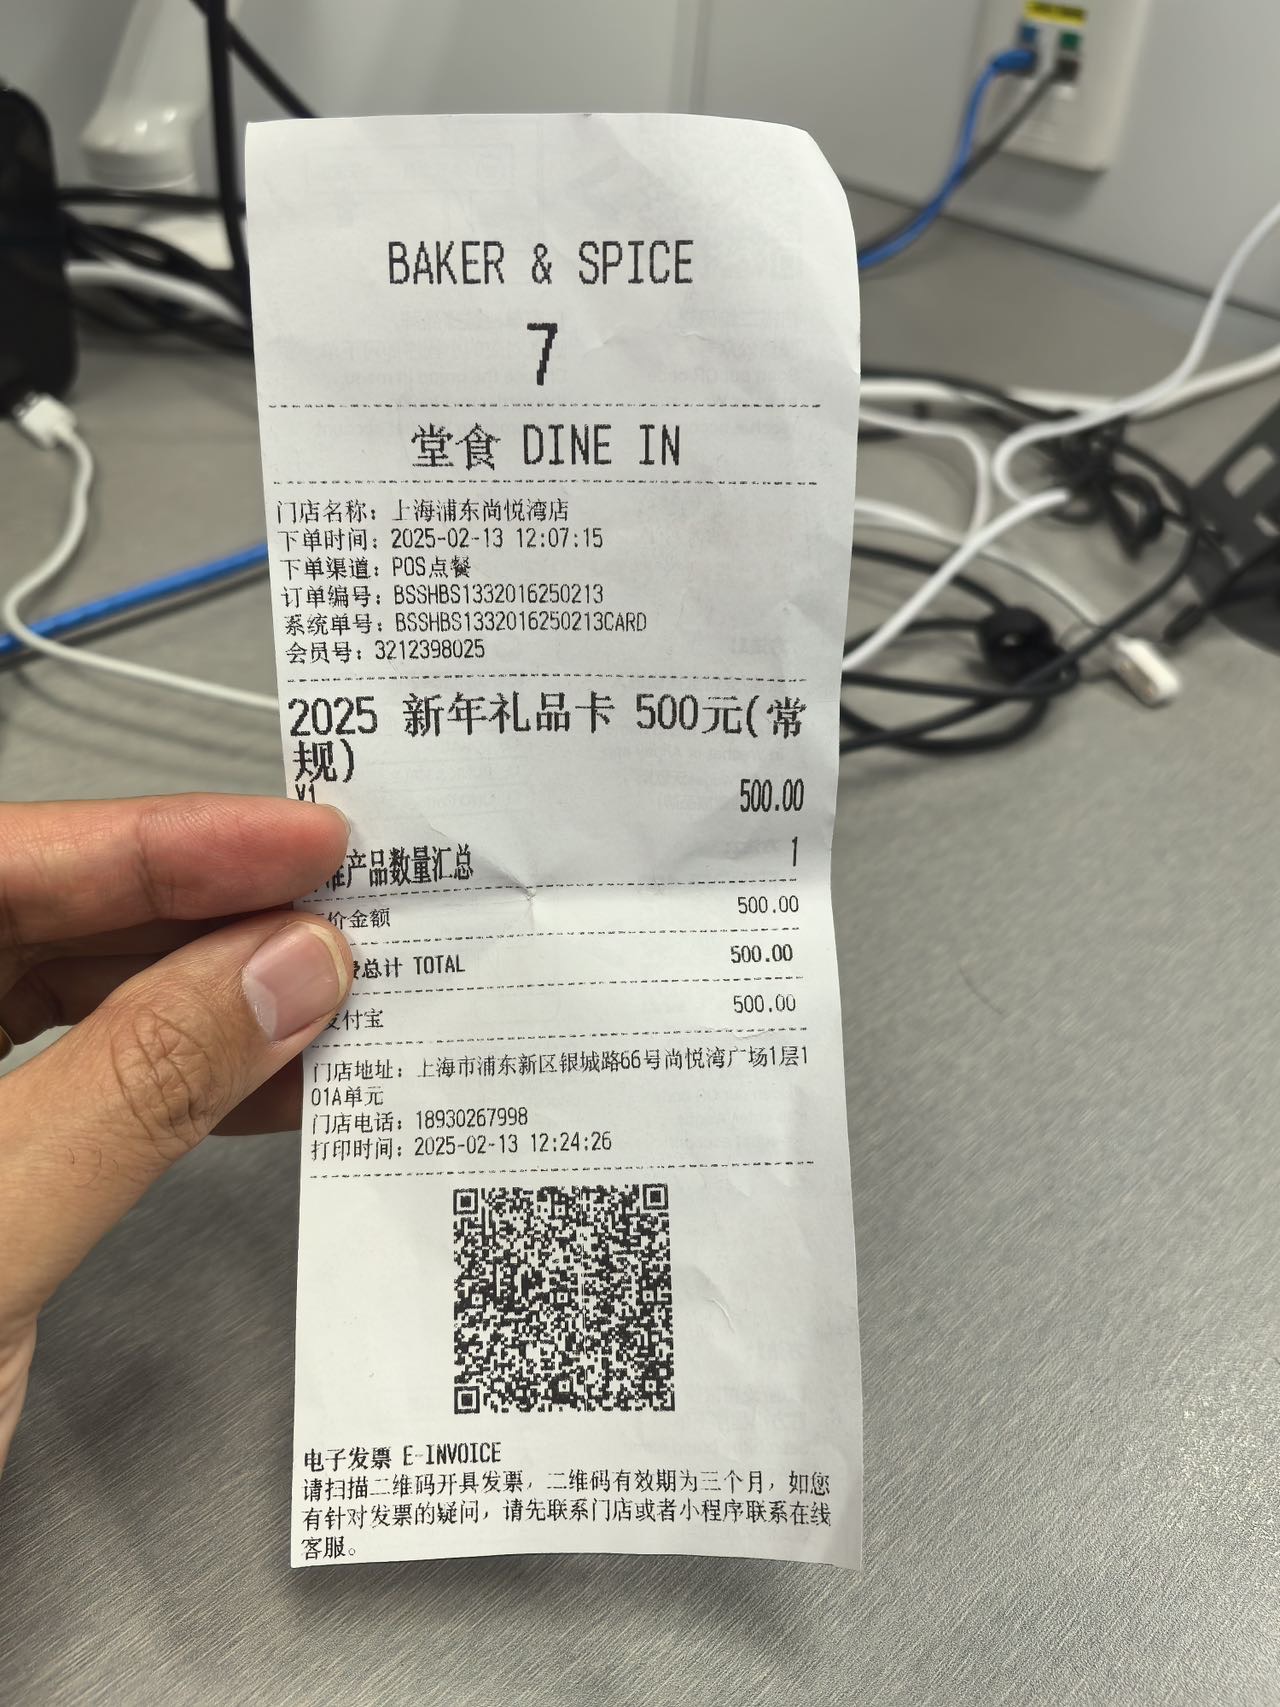 BAKER & SPICE
7
堂食 DINE IN
门店名称：上海浦东尚悦湾店
下单时间：2025-02-13 12:07:15
下单渠道：POS点餐
订单编号：BSSHBS1332016250213
系统单号：BSSHBS1332016250213CARD
会员号：3212398025
2025 新年礼品卡 500元(常
规)
X1 500.00
产品数量汇总 1
价金额 500.00
总计 TOTAL 500.00
支付宝 500.00
门店地址：上海市浦东新区银城路66号尚悦湾广场1层1
01A单元
门店电话：18930267998
打印时间：2025-02-13 12:24:26
电子发票 E-INVOICE
请扫描二维码开具发票，二维码有效期为三个月，如您
有针对发票的疑问，请先联系门店或者小程序联系在线
客服。